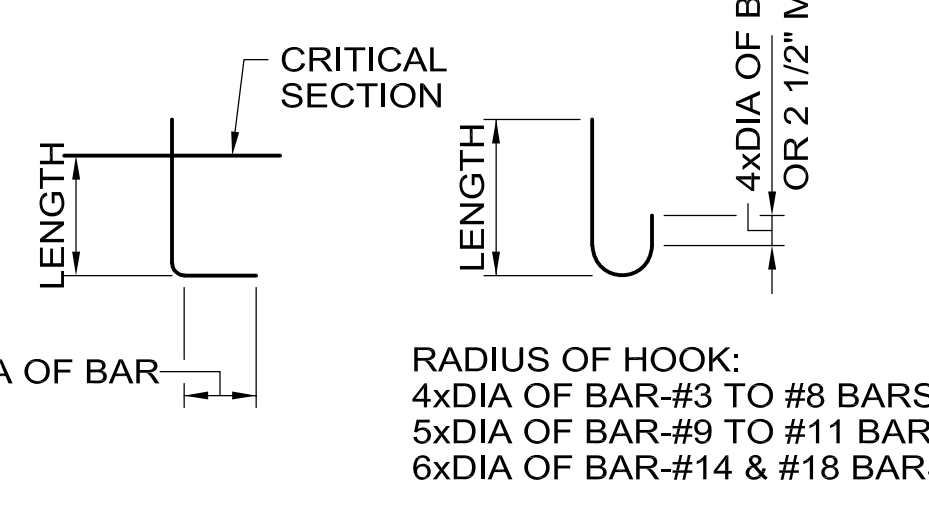 CRITICAL
SECTION
LENGTH
LENGTH
4xDIA OF
OR 2 1/2"
OF BAR
RADIUS OF HOOK:
4xDIA OF BAR-#3 TO #8 BARS
5xDIA OF BAR-#9 TO #11 BAR
6xDIA OF BAR-#14 & #18 BAR